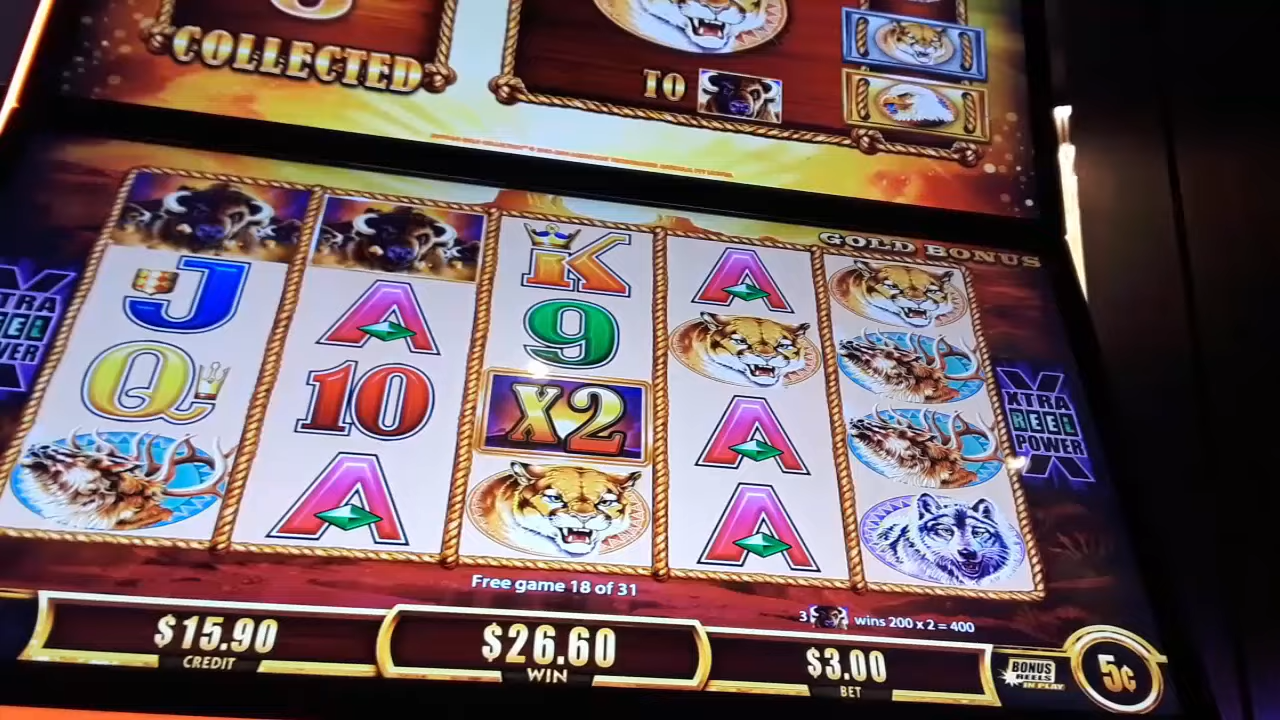 COLLECTED
TO
GOLD BONUS
XTRA
REEL
POWER
J
Q
A
10
A
K
9
X2
A
A
A
XTRA
REEL
POWER
Free game 18 of 31
3 wins 200 x 2 = 400
$15.90
CREDIT
$26.60
WIN
$3.00
BET
BONUS
REELS
IN PLAY
5¢